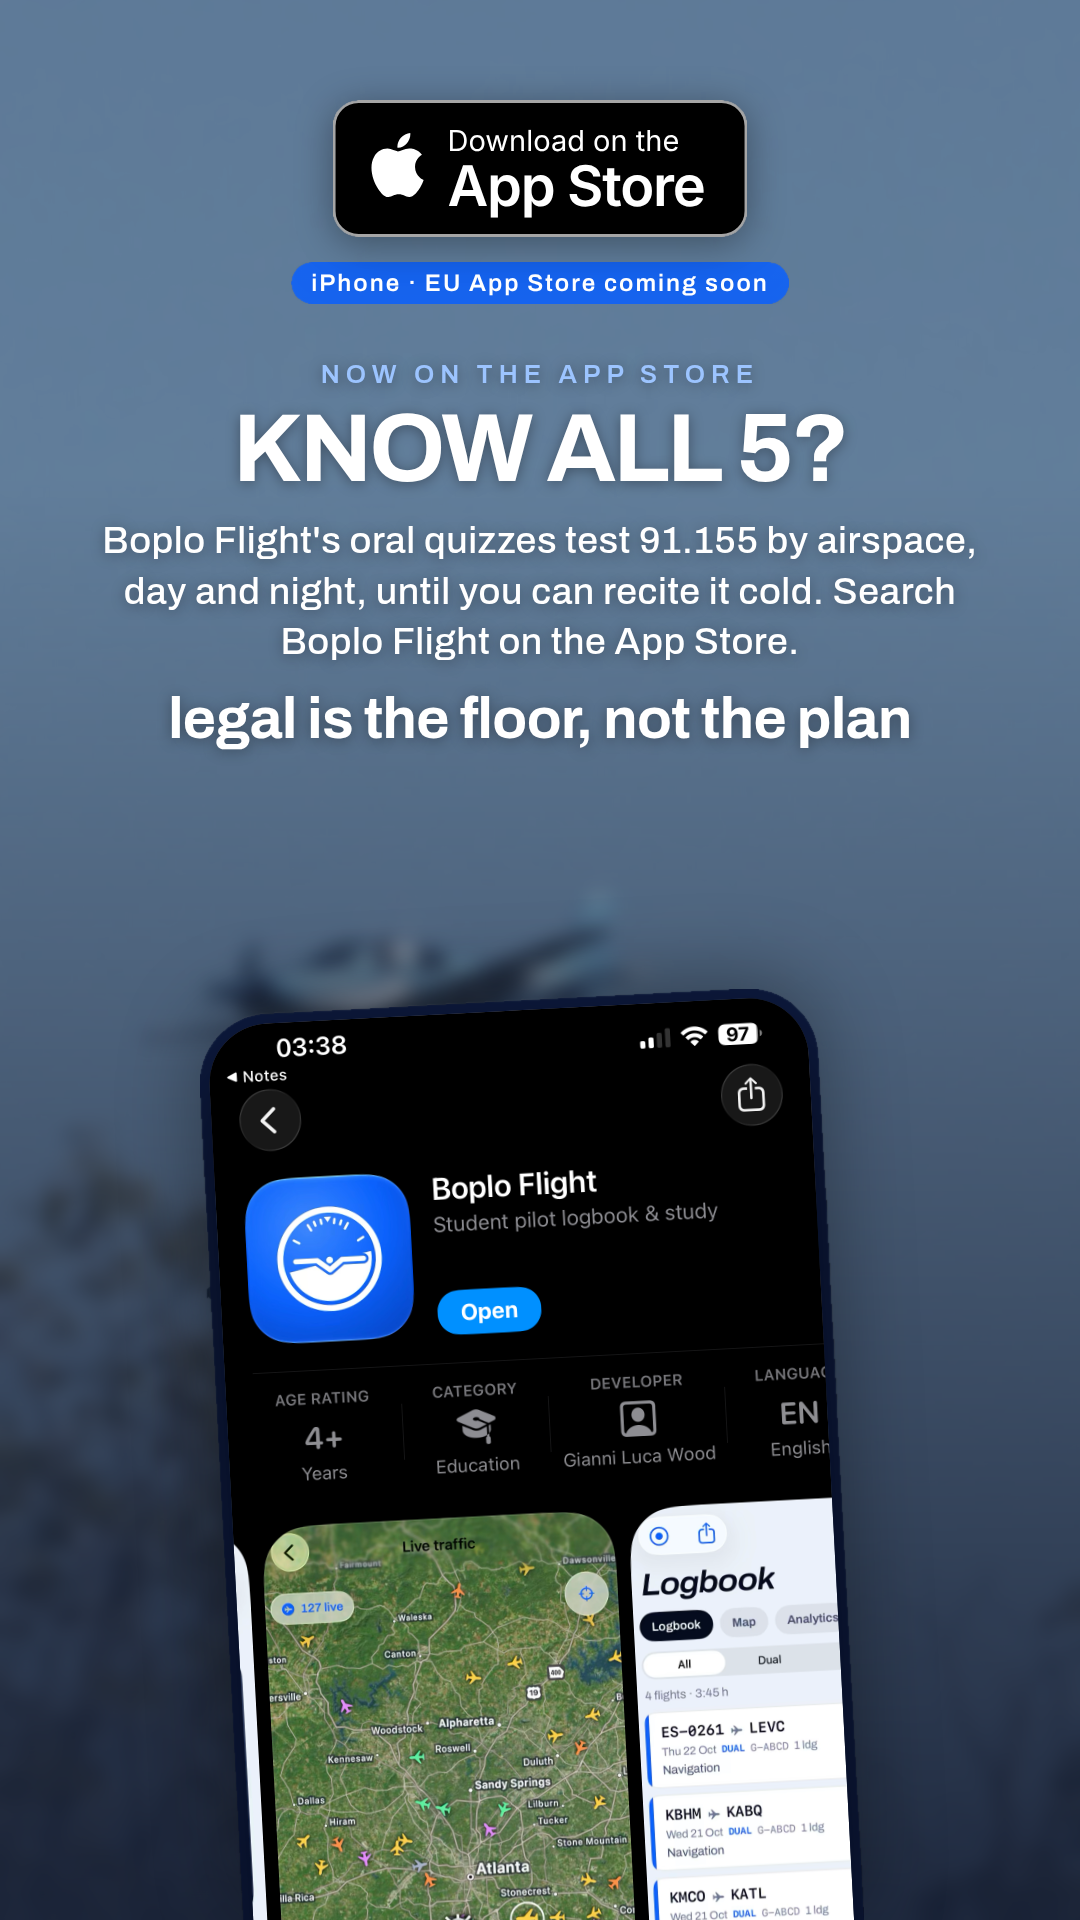 Download on the
App Store
iPhone · EU App Store coming soon
NOW ON THE APP STORE
KNOW ALL 5?
Boplo Flight's oral quizzes test 91.155 by airspace,
day and night, until you can recite it cold. Search
Boplo Flight on the App Store.
legal is the floor, not the plan
03:38
97
◀ Notes
Boplo Flight
Student pilot logbook & study
Open
AGE RATING
4+
Years
CATEGORY
Education
DEVELOPER
Gianni Luca Wood
EN
English
Live traffic
127 live
Fairmount
Dawsonville
Waleska
Canton
400
19
Woodstock
Alpharetta
Kennesaw
Roswell
Duluth
Sandy Springs
Dallas
Lilburn
Hiram
Tucker
Stone Mountain
Atlanta
Stonecrest
Logbook
Logbook
Map
Analytics
All
Dual
4 flights · 3:45 h
ES-0261 ✈ LEVC
Thu 22 Oct DUAL G-ABCD 1 ldg
Navigation
KBHM ✈ KABQ
Wed 21 Oct DUAL G-ABCD 1 ldg
Navigation
KMCO ✈ KATL
Wed 21 Oct DUAL G-ABCD 1 ldg